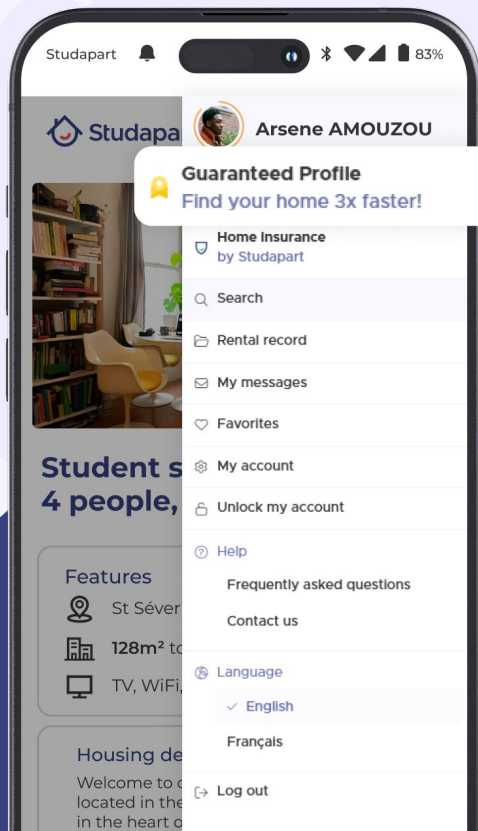 Studapart
83%
Studapa
Arsene AMOUZOU
Guaranteed Profile
Find your home 3x faster!
Home Insurance
by Studapart
Search
Rental record
My messages
Favorites
My account
Unlock my account
Help
Frequently asked questions
Contact us
Language
English
Français
Log out
Student s
4 people,
Features
St Séver
128m² to
TV, WiFi,
Housing de
Welcome to
located in the
in the heart o